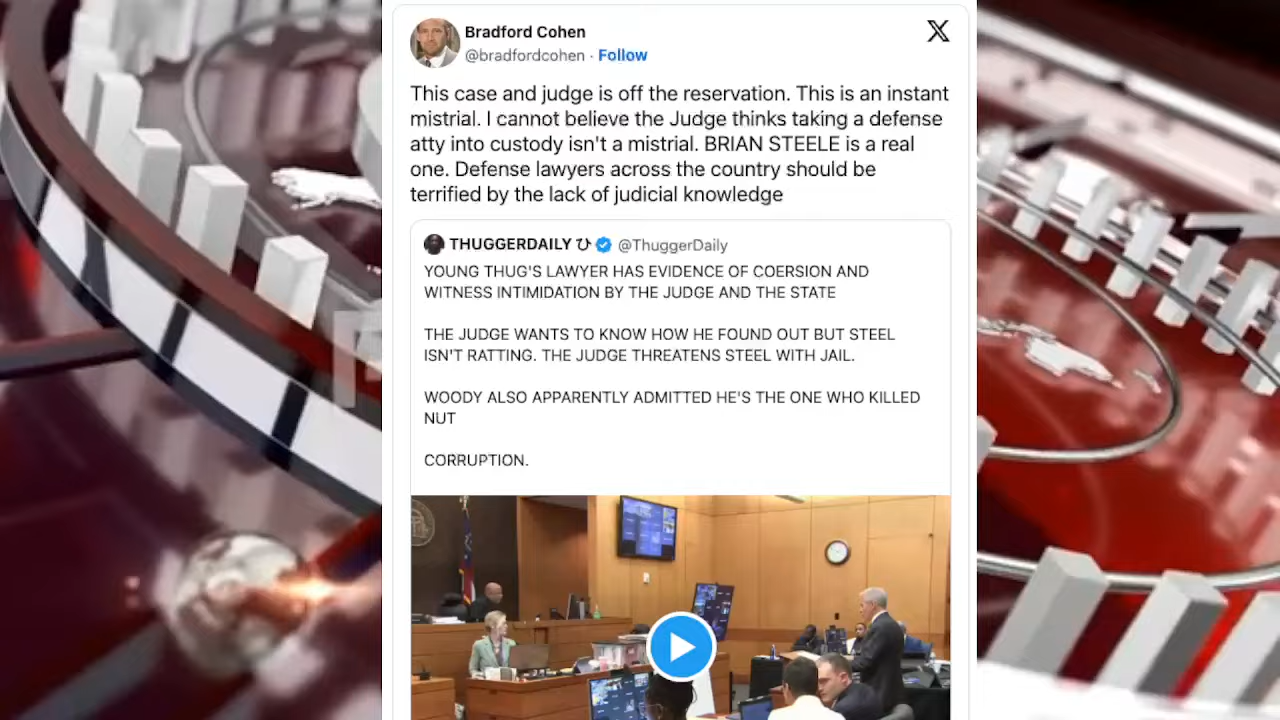 Bradford Cohen
@bradfordcohen · Follow
This case and judge is off the reservation. This is an instant
mistrial. I cannot believe the Judge thinks taking a defense
atty into custody isn't a mistrial. BRIAN STEELE is a real
one. Defense lawyers across the country should be
terrified by the lack of judicial knowledge
THUGGERDAILY ひ @ThuggerDaily
YOUNG THUG'S LAWYER HAS EVIDENCE OF COERSION AND
WITNESS INTIMIDATION BY THE JUDGE AND THE STATE
THE JUDGE WANTS TO KNOW HOW HE FOUND OUT BUT STEEL
ISN'T RATTING. THE JUDGE THREATENS STEEL WITH JAIL.
WOODY ALSO APPARENTLY ADMITTED HE'S THE ONE WHO KILLED
NUT
CORRUPTION.